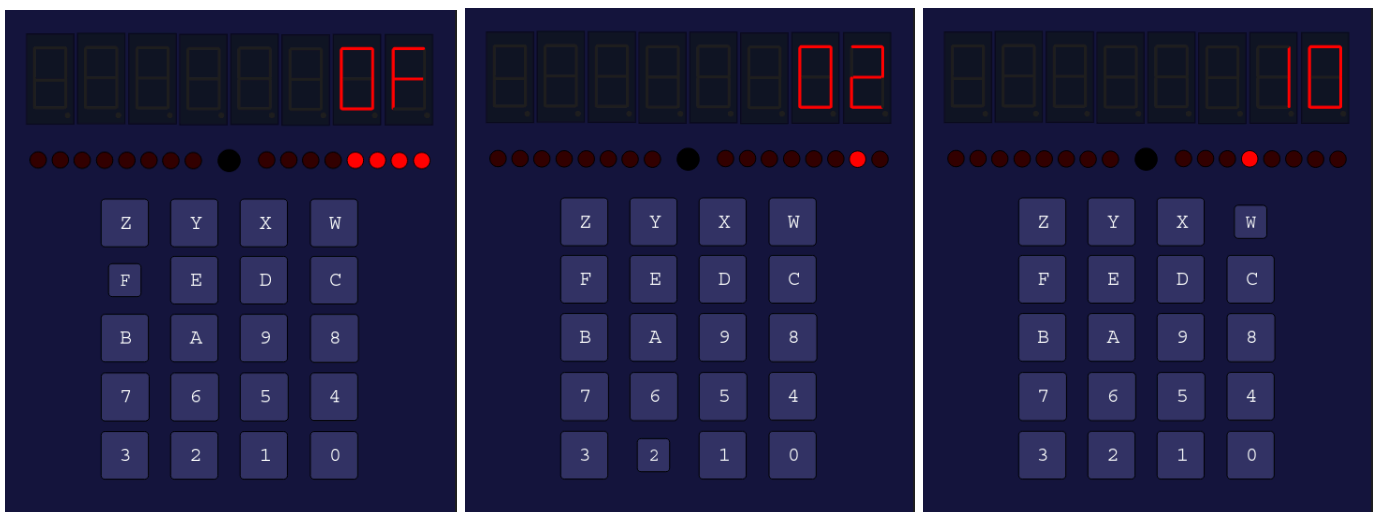 0F 02 10
Z Y X W Z Y X W Z Y X W
F E D C F E D C F E D C
B A 9 8 B A 9 8 B A 9 8
7 6 5 4 7 6 5 4 7 6 5 4
3 2 1 0 3 2 1 0 3 2 1 0